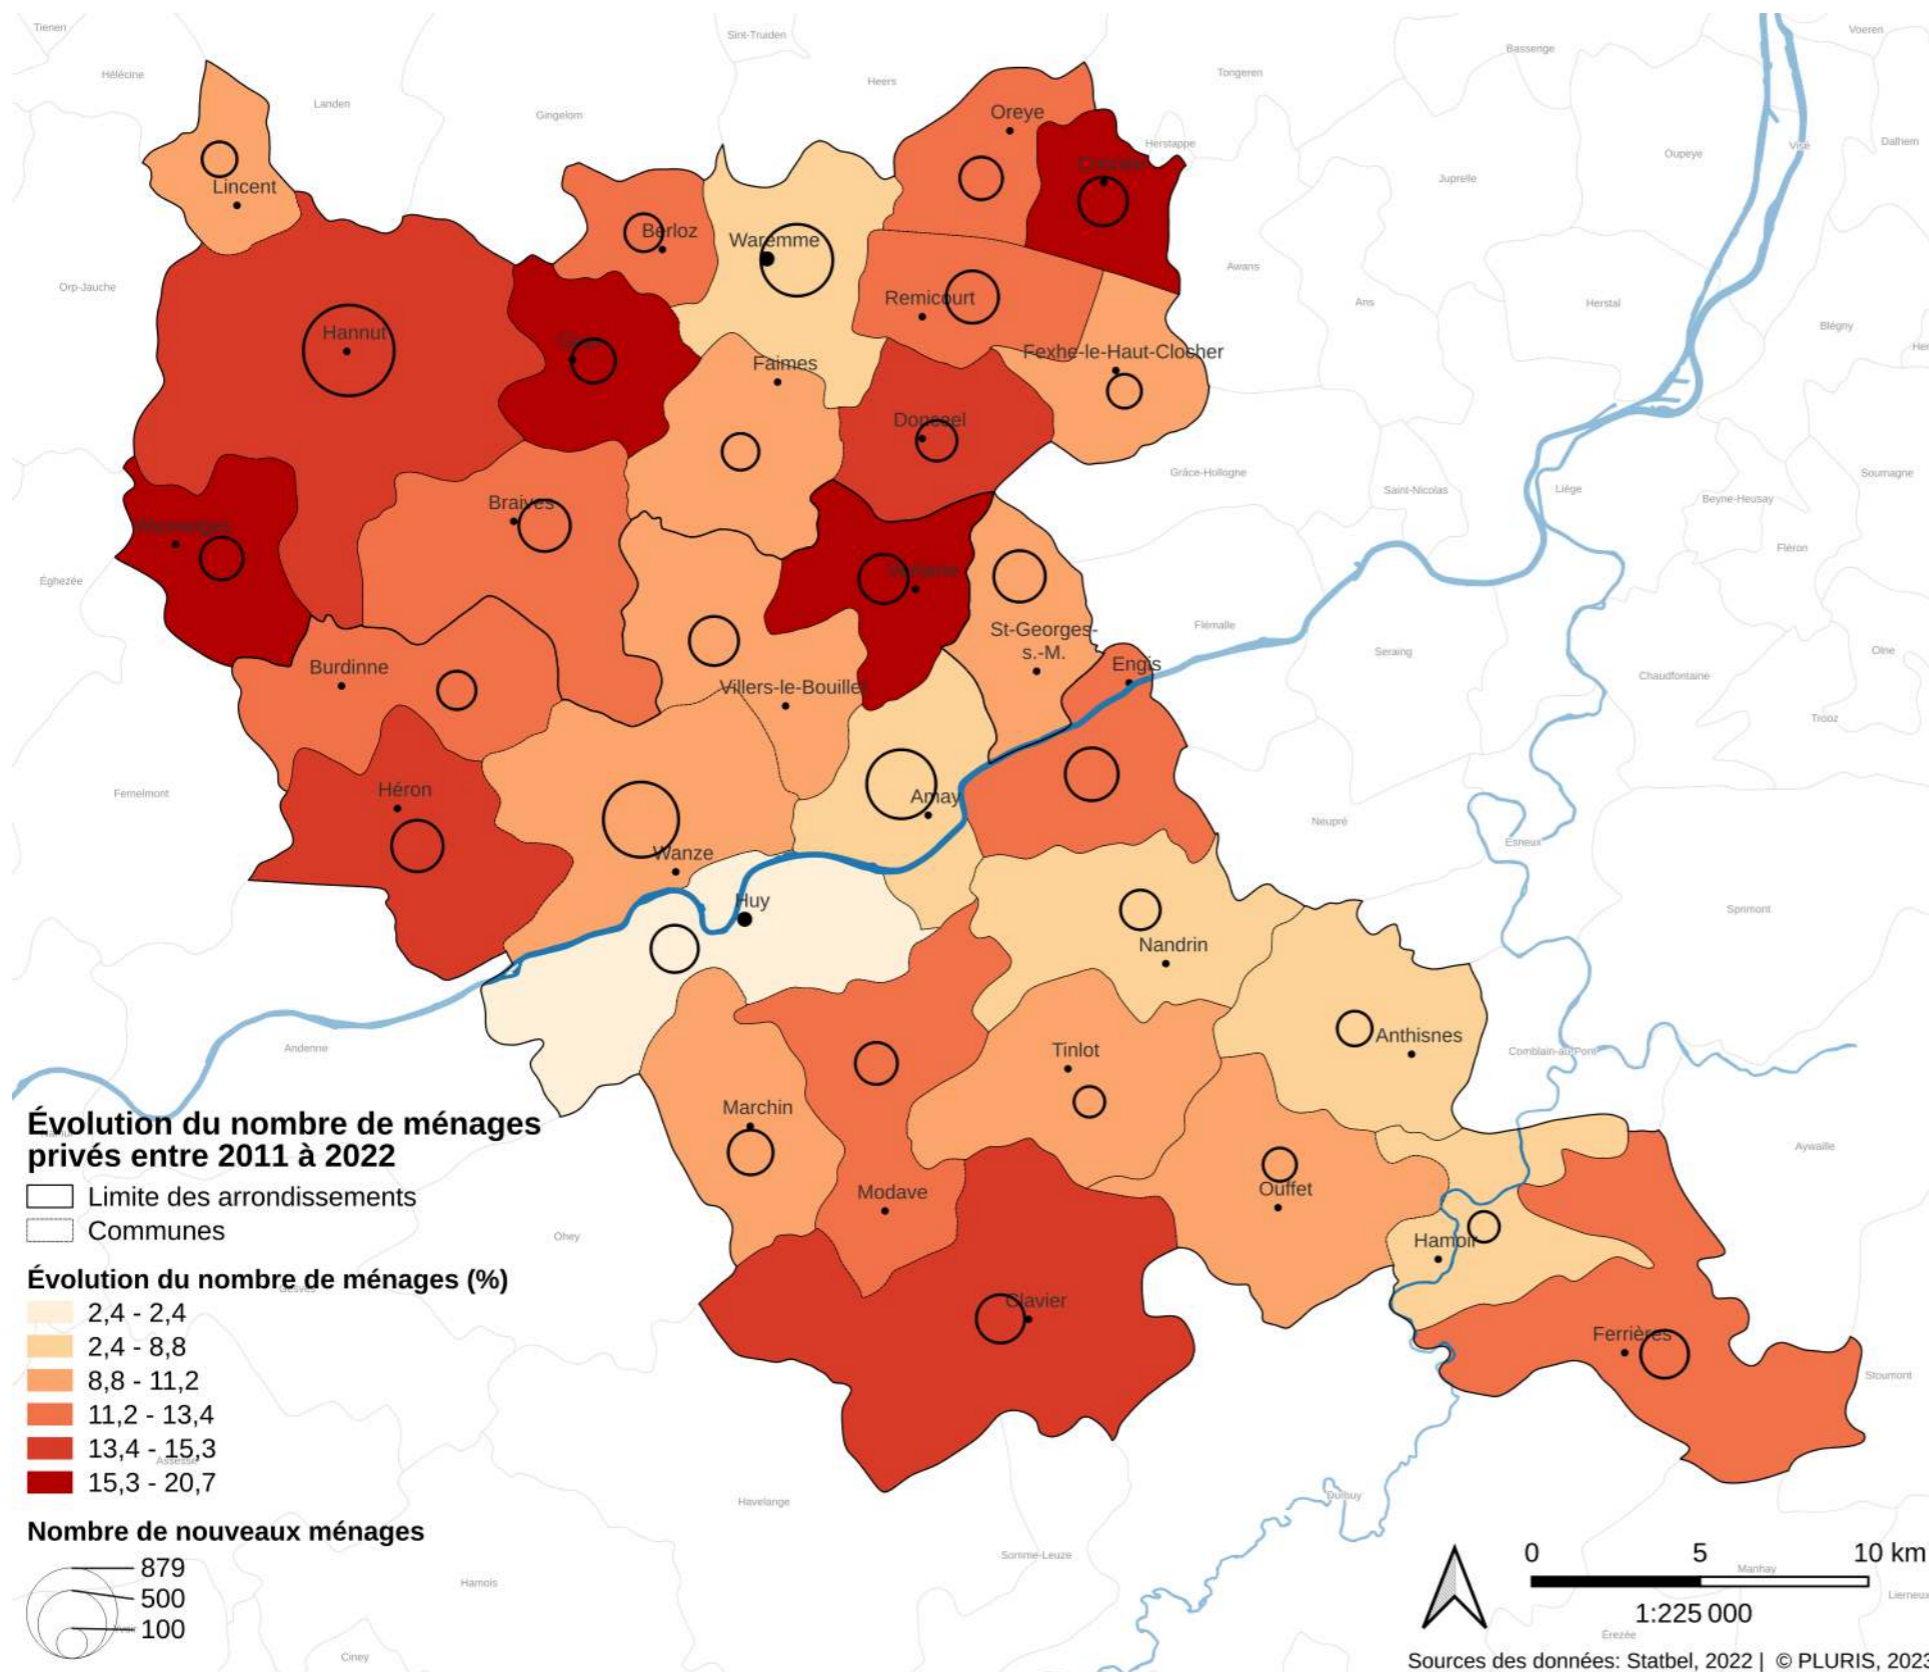 Tienen
Sint-Truiden
Voeren
Bassenge
Hélécine
Landen
Gingelom
Heers
Tongeren
Oreye
Herstappe
Oupeye
Visé
Dalhem
Juprelle
Crisnée
Lincent
Berloz
Waremme
Awans
Orp-Jauche
Ans
Herstal
Blégny
Remicourt
Hannut
Geer
Faimes
Fexhe-le-Haut-Clocher
Donceel
Grâce-Hollogne
Saint-Nicolas
Liège
Beyne-Heusay
Soumagne
Braives
Wasseiges
Fléron
Éghezée
Verlaine
St-Georges-
s.-M.
Flémalle
Seraing
Olne
Chaudfontaine
Engis
Burdinne
Villers-le-Bouillet
Trooz
Fernelmont
Héron
Amay
Neupré
Esneux
Wanze
Huy
Sprimont
Nandrin
Andenne
Anthisnes
Comblain-au-Pont
Tinlot
Marchin
Aywaille
Modave
Ouffet
Hamoir
Ohey
Clavier
Ferrières
Stoumont
Évolution du nombre de ménages
privés entre 2011 à 2022
Limite des arrondissements
Communes
Gesves
Évolution du nombre de ménages (%)
2,4 - 2,4
2,4 - 8,8
8,8 - 11,2
11,2 - 13,4
13,4 - 15,3
Assesse
15,3 - 20,7
Havelange
Durbuy
Somme-Leuze
Nombre de nouveaux ménages
879
500
100
Hamois
Ciney
0 5 10 km
Manhay
Lierneux
1:225 000
Érezée
Sources des données: Statbel, 2022 | © PLURIS, 2023